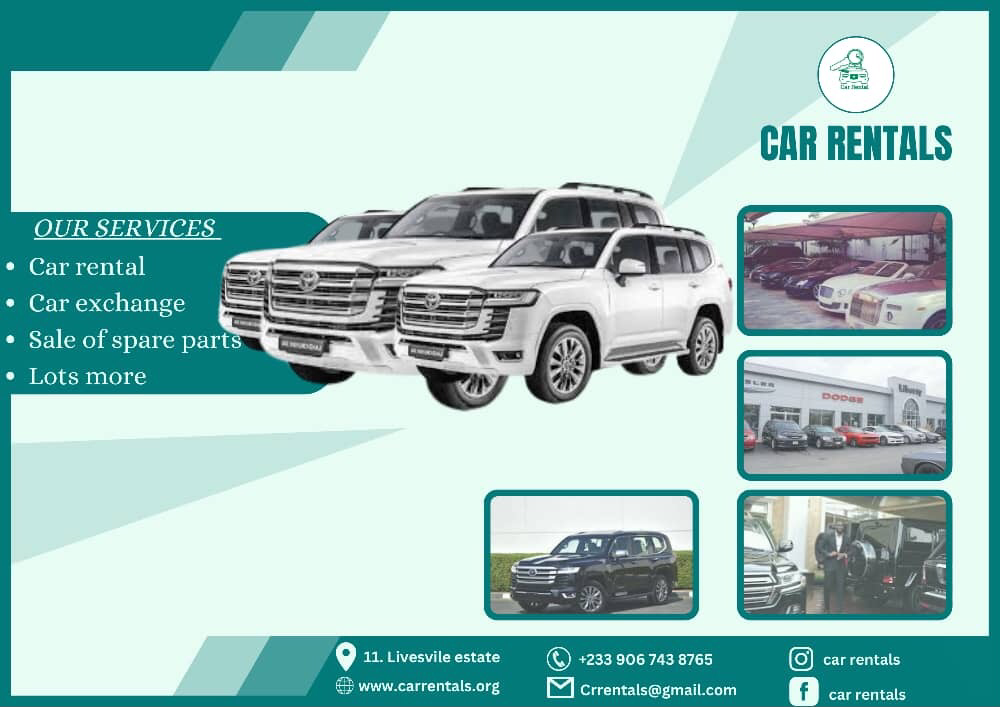 Car Rental
CAR RENTALS
OUR SERVICES
Car rental
Car exchange
Sale of spare parts
Lots more
DODGE
11. Livesvile estate
www.carrentals.org
+233 906 743 8765
Crrentals@gmail.com
car rentals
car rentals